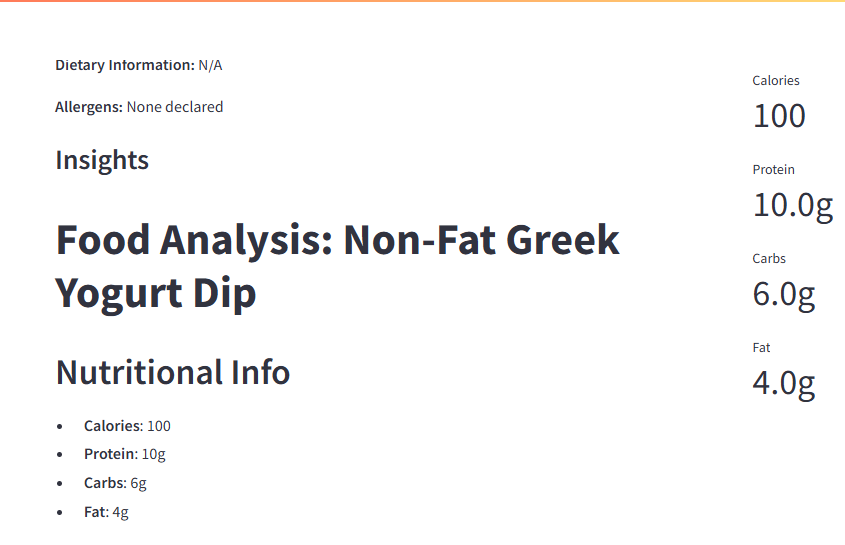 Dietary Information: N/A
Allergens: None declared
Insights
Food Analysis: Non-Fat Greek
Yogurt Dip
Nutritional Info
Calories: 100
Protein: 10g
Carbs: 6g
Fat: 4g
Calories
100
Protein
10.0g
Carbs
6.0g
Fat
4.0g